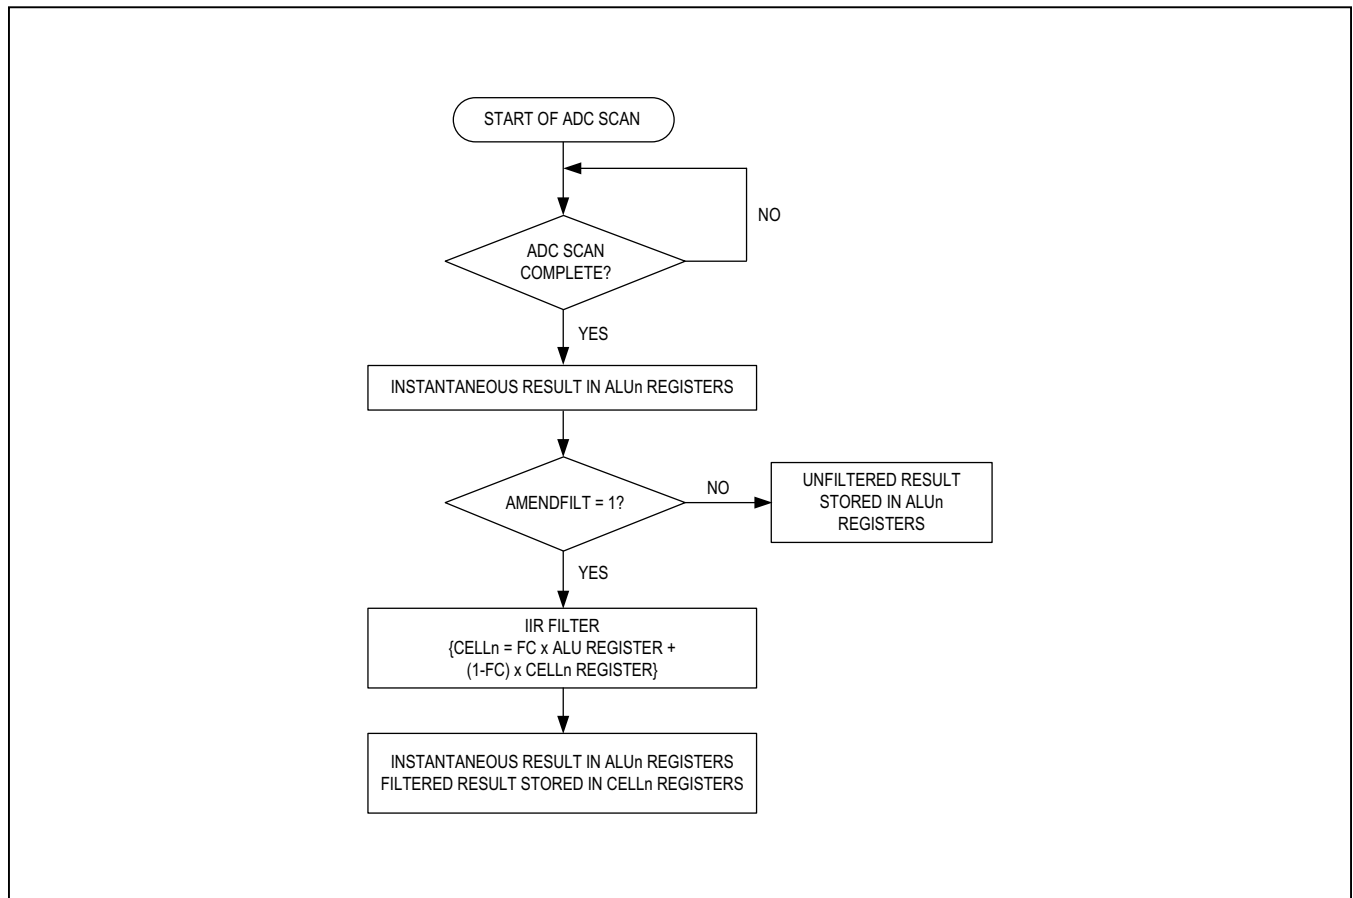 START OF ADC SCAN
NO
ADC SCAN
COMPLETE?
YES
INSTANTANEOUS RESULT IN ALUn REGISTERS
AMENDFILT = 1?
NO
UNFILTERED RESULT
STORED IN ALUn
REGISTERS
YES
IIR FILTER
{CELLn = FC x ALU REGISTER +
(1-FC) x CELLn REGISTER}
INSTANTANEOUS RESULT IN ALUn REGISTERS
FILTERED RESULT STORED IN CELLn REGISTERS